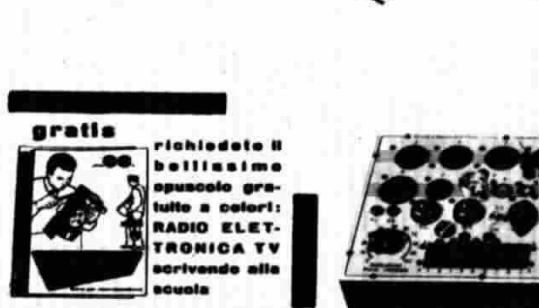 gratis
richiedete il
bellissimo
opuscolo gra-
tuito a colori:
RADIO ELET-
TRONICA TV
scrivendo alla
scuola